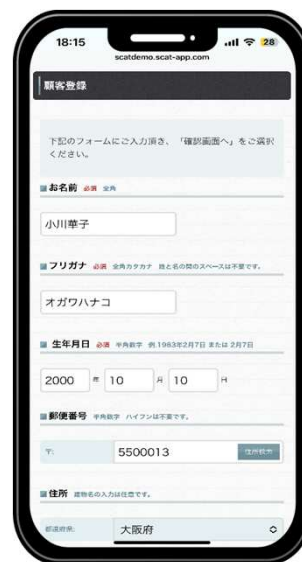 18:15
28
scatdemo.scat-app.com
顧客登録
下記のフォームにご入力頂き、「確認画面へ」をご選択
ください。
お名前 必須 全角
小川華子
フリガナ 必須 全角カタカナ 姓と名の間のスペースは不要です。
オガワハナコ
生年月日 必須 半角数字 例.1983年2月7日 または 2月7日
2000 年 10 月 10 日
郵便番号 半角数字 ハイフンは不要です。
〒: 5500013 住所検索
住所 建物名の入力は任意です。
都道府県: 大阪府